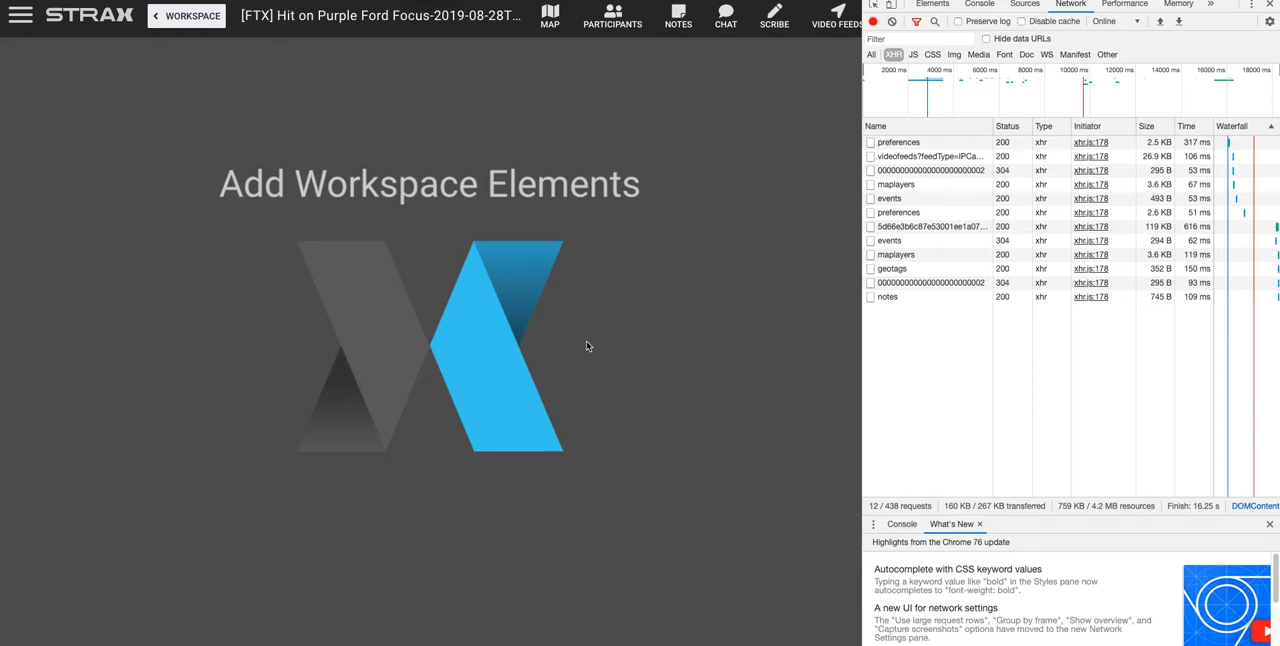 STRAX
WORKSPACE
[FTX] Hit on Purple Ford Focus-2019-08-28T...
MAP
PARTICIPANTS
NOTES
CHAT
SCRIBE
VIDEO FEEDS
Add Workspace Elements
Elements Console Sources Network Performance Memory »
Preserve log Disable cache Online
Filter Hide data URLs
All XHR JS CSS Img Media Font Doc WS Manifest Other
2000 ms 4000 ms 6000 ms 8000 ms 10000 ms 12000 ms 14000 ms 16000 ms 18000 ms
Name Status Type Initiator Size Time Waterfall
preferences 200 xhr xhr.js:178 2.5 KB 317 ms
videofeeds?feedType=IPCa... 200 xhr xhr.js:178 26.9 KB 106 ms
000000000000000000000002 304 xhr xhr.js:178 295 B 53 ms
maplayers 200 xhr xhr.js:178 3.6 KB 67 ms
events 200 xhr xhr.js:178 493 B 53 ms
preferences 200 xhr xhr.js:178 2.6 KB 51 ms
5d66e3b6c87e53001ee1a07... 200 xhr xhr.js:178 119 KB 616 ms
events 304 xhr xhr.js:178 294 B 62 ms
maplayers 200 xhr xhr.js:178 3.6 KB 119 ms
geotags 200 xhr xhr.js:178 352 B 150 ms
000000000000000000000002 304 xhr xhr.js:178 295 B 93 ms
notes 200 xhr xhr.js:178 745 B 109 ms
12 / 438 requests 160 KB / 267 KB transferred 759 KB / 4.2 MB resources Finish: 16.25 s DOMContent
Console What's New ×
Highlights from the Chrome 76 update
Autocomplete with CSS keyword values
Typing a keyword value like "bold" in the Styles pane now
autocompletes to "font-weight: bold".
A new UI for network settings
The "Use large request rows", "Group by frame", "Show overview", and
"Capture screenshots" options have moved to the new Network
Settings pane.